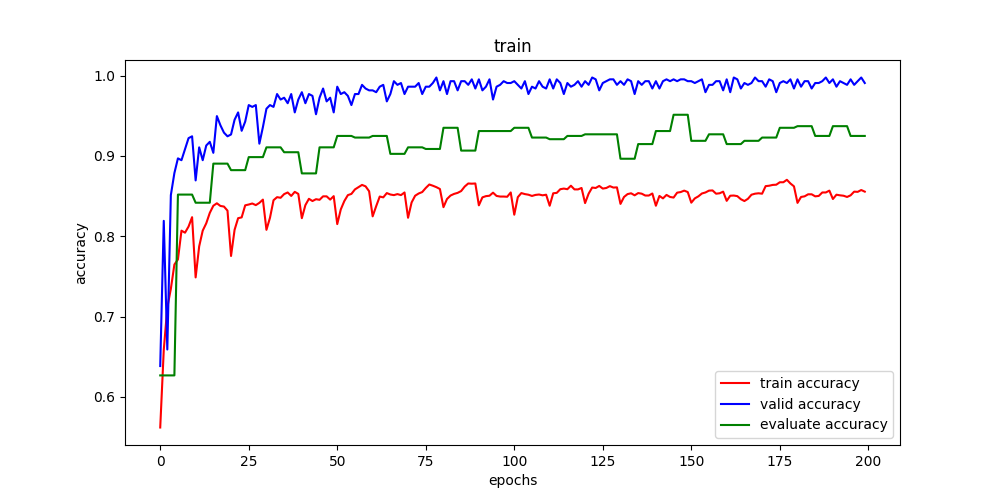 train
1.0
0.9
0.8
0.7
0.6
accuracy
0 25 50 75 100 125 150 175 200
epochs
train accuracy
valid accuracy
evaluate accuracy